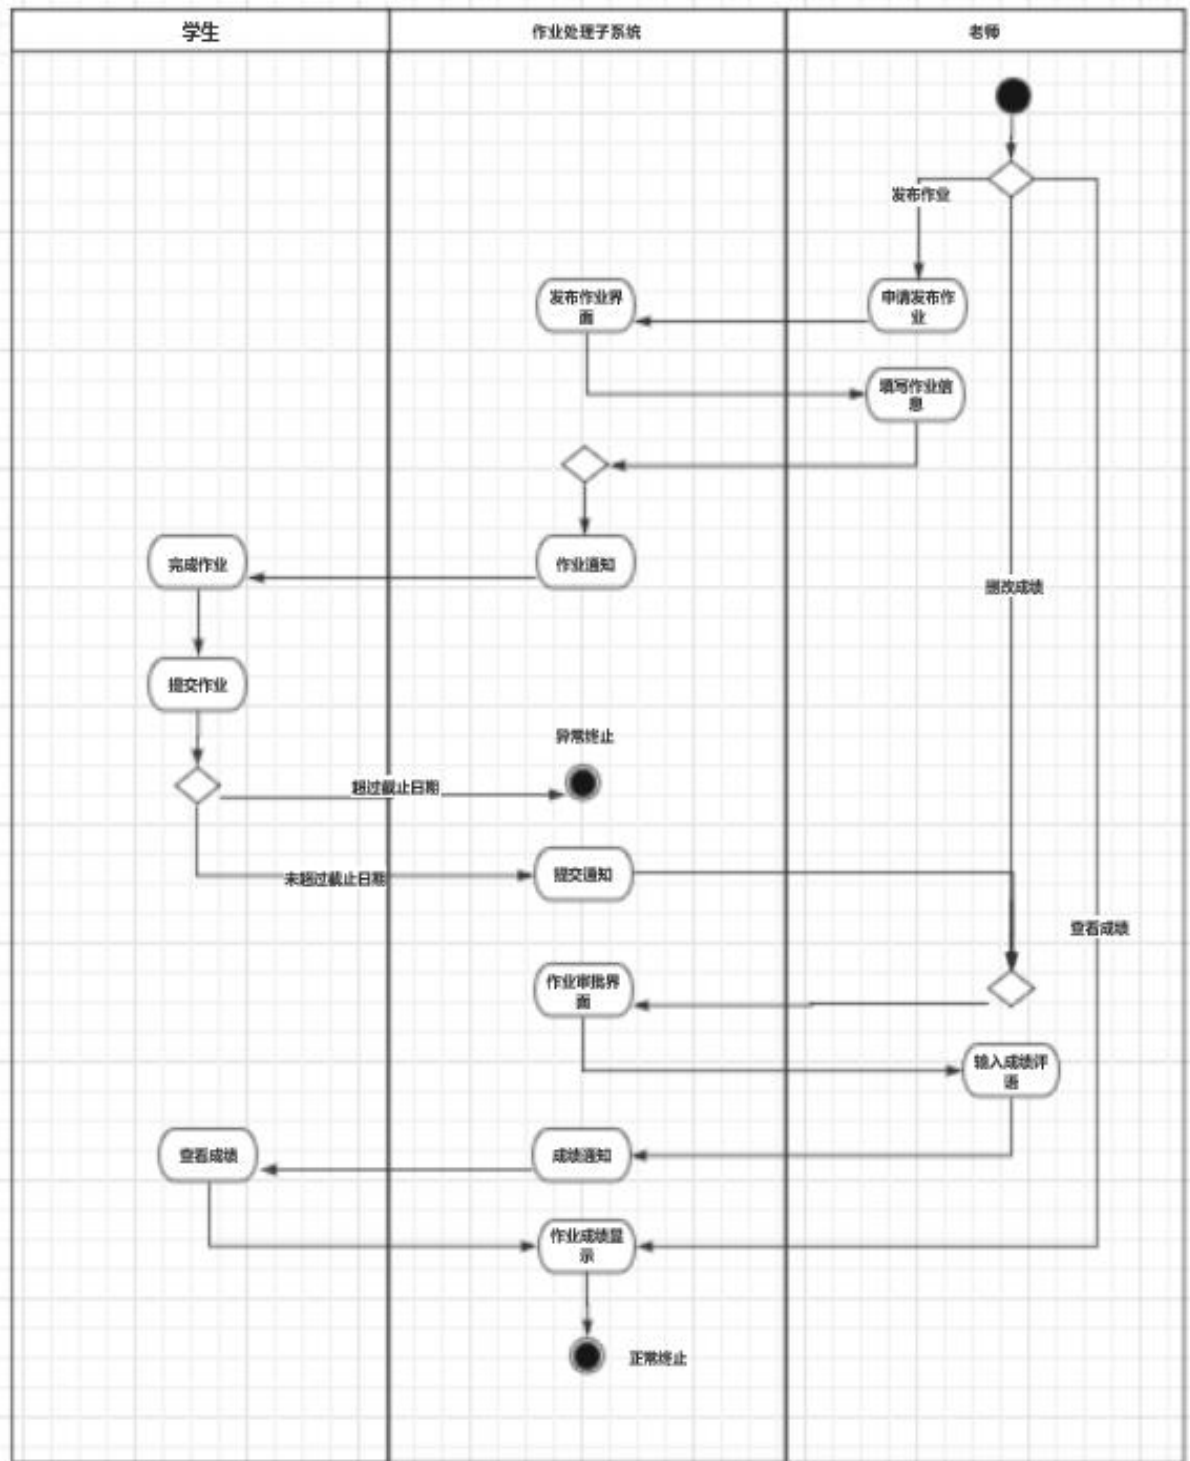 学生
作业处理子系统
老师
发布作业
发布作业界
面
申请发布作
业
填写作业信
息
完成作业
作业通知
删改成绩
提交作业
异常终止
超过截止日期
未超过截止日期
提交通知
查看成绩
作业审批界
面
输入成绩评
语
查看成绩
成绩通知
作业成绩显
示
正常终止